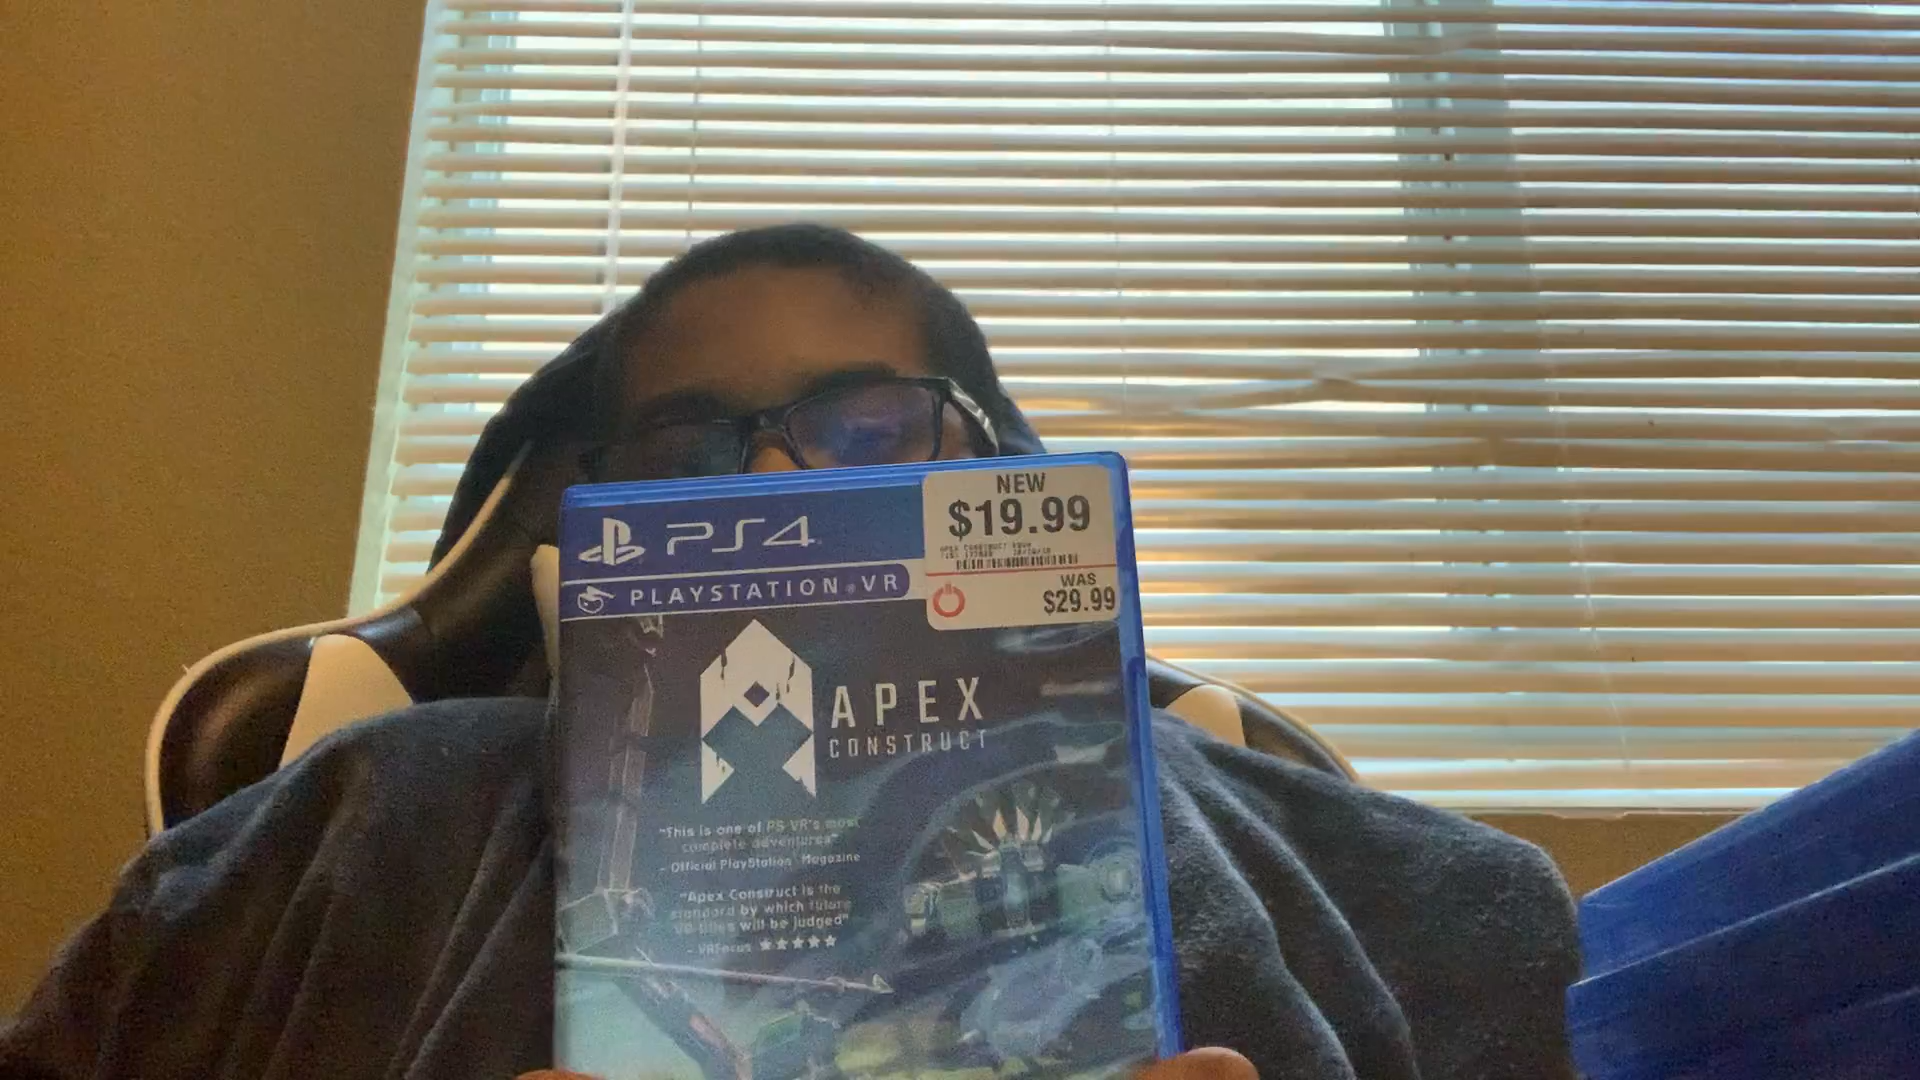 PS4
PLAYSTATION VR
NEW
$19.99
WAS
$29.99
APEX
CONSTRUCT
"This is one of PS VR's most
complete adventures"
- Official PlayStation Magazine
"Apex Construct is the
standard by which future
VR titles will be judged"
- VRFocus ★★★★★